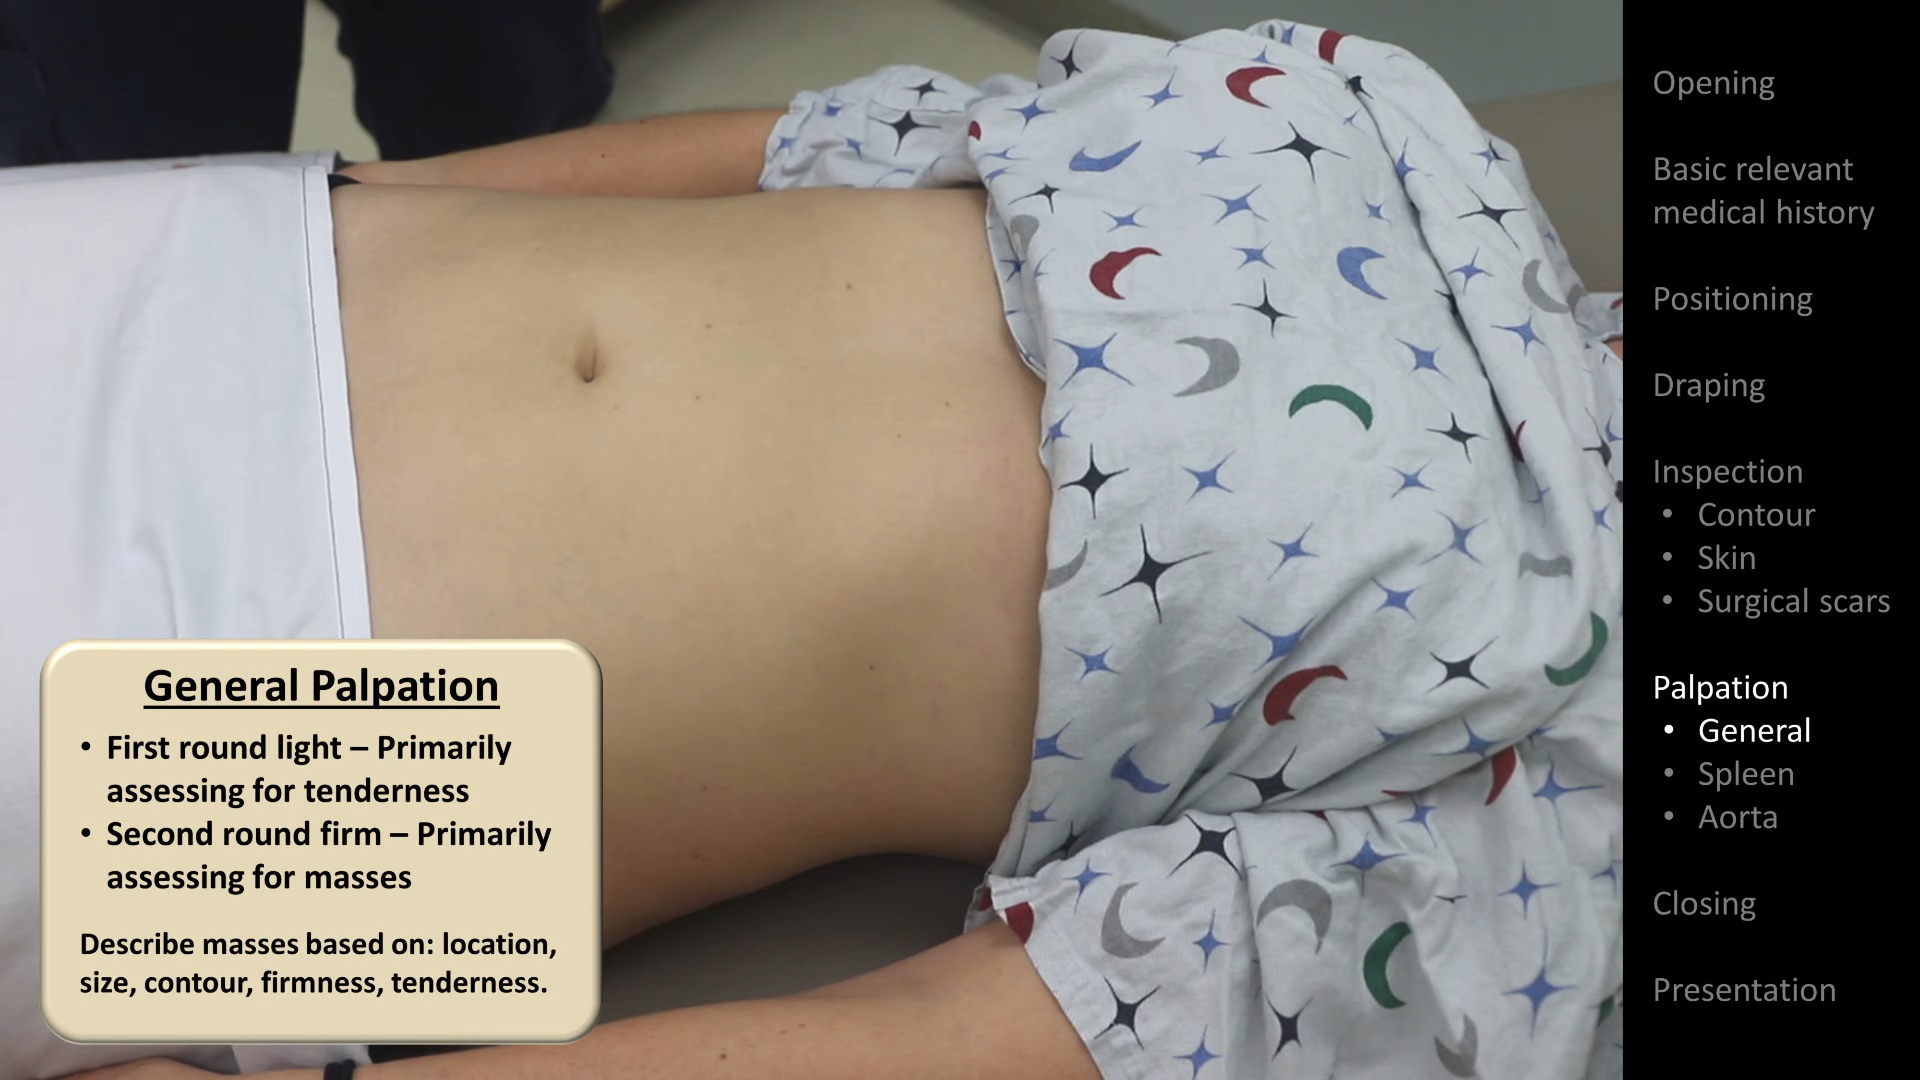 General Palpation
• First round light – Primarily
assessing for tenderness
• Second round firm – Primarily
assessing for masses
Describe masses based on: location,
size, contour, firmness, tenderness.
Opening
Basic relevant
medical history
Positioning
Draping
Inspection
• Contour
• Skin
• Surgical scars
Palpation
• General
• Spleen
• Aorta
Closing
Presentation